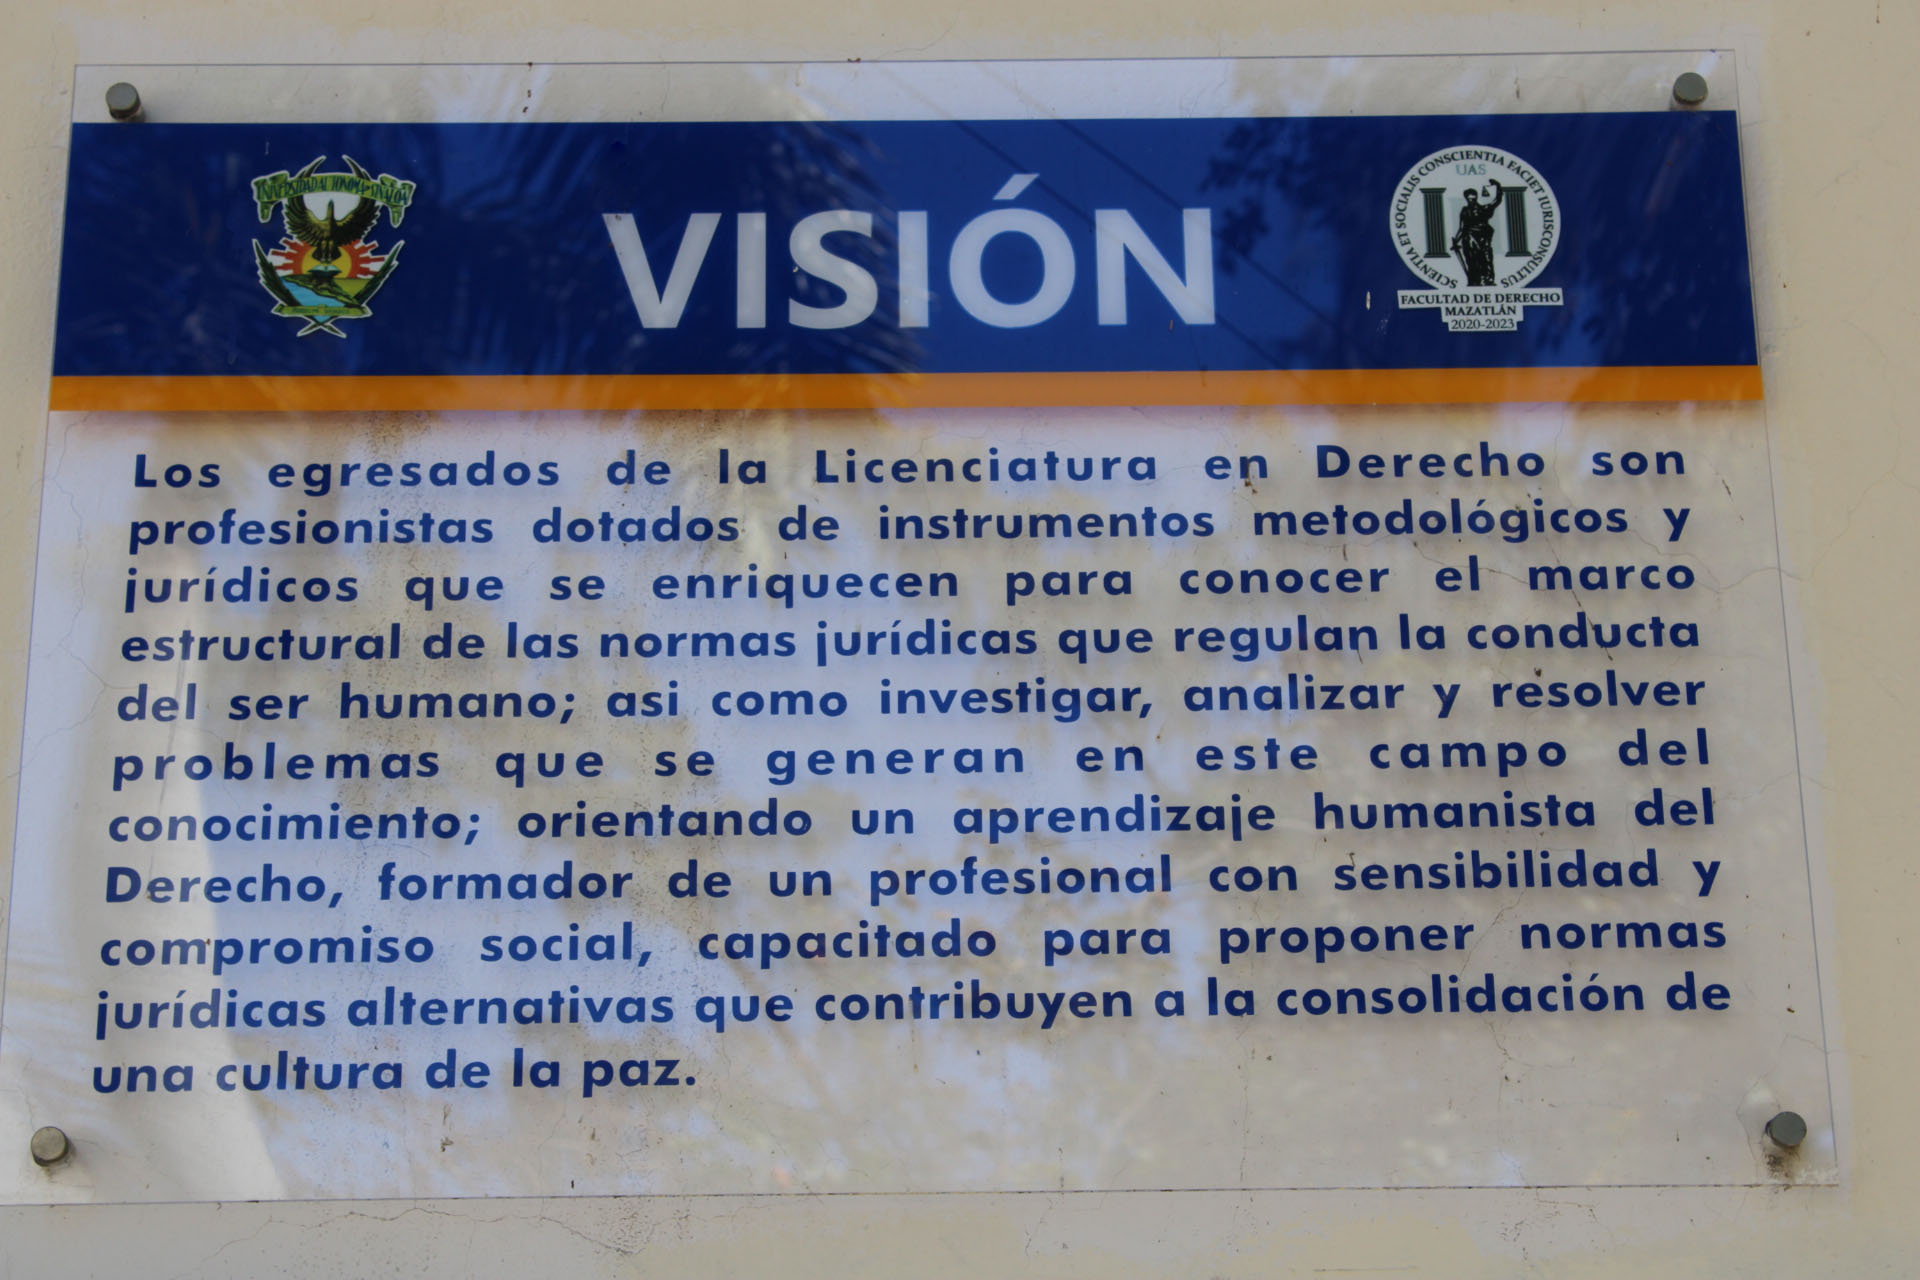 UNIVERSIDAD AUTONOMA DE SINALOA
VISIÓN
SCIENTIA ET SOCIALIS CONSCIENTIA FACIET IURISCONSULTUS
UAS
FACULTAD DE DERECHO
MAZATLÁN
2020-2023
Los egresados de la Licenciatura en Derecho son
profesionistas dotados de instrumentos metodológicos y
jurídicos que se enriquecen para conocer el marco
estructural de las normas jurídicas que regulan la conducta
del ser humano; asi como investigar, analizar y resolver
problemas que se generan en este campo del
conocimiento; orientando un aprendizaje humanista del
Derecho, formador de un profesional con sensibilidad y
compromiso social, capacitado para proponer normas
jurídicas alternativas que contribuyen a la consolidación de
una cultura de la paz.